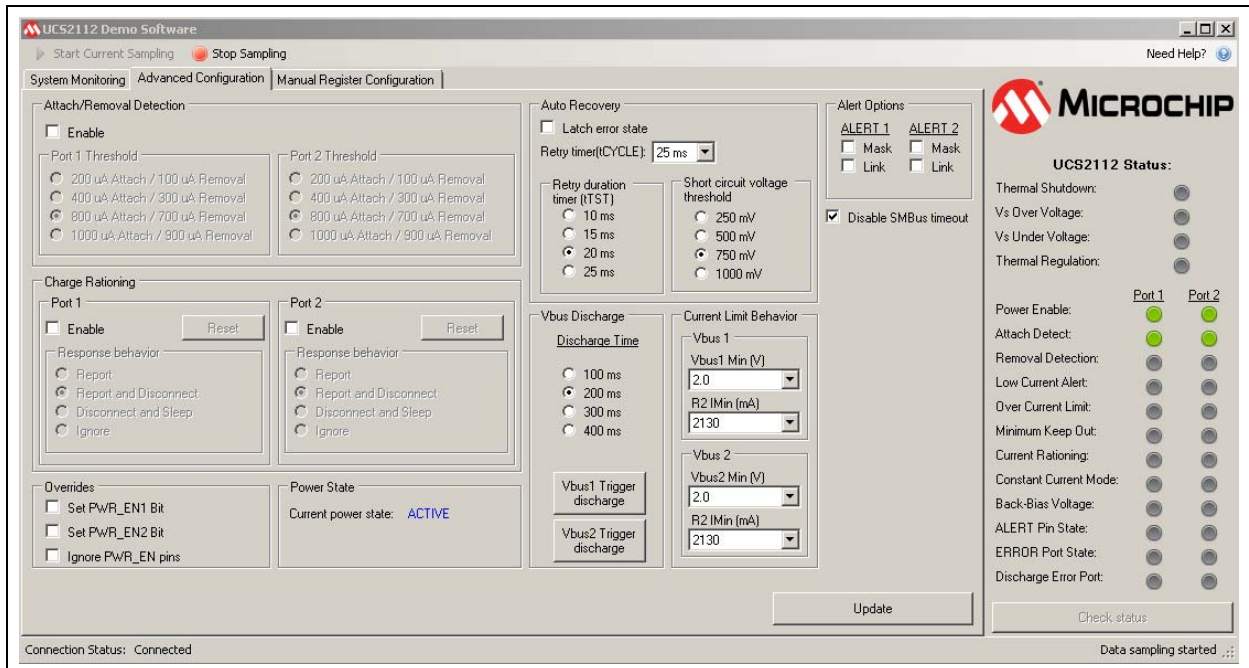 UCS2112 Demo Software
Start Current Sampling Stop Sampling Need Help?
System Monitoring Advanced Configuration Manual Register Configuration
Attach/Removal Detection
Enable
Port 1 Threshold
200 uA Attach / 100 uA Removal
400 uA Attach / 300 uA Removal
800 uA Attach / 700 uA Removal
1000 uA Attach / 900 uA Removal
Port 2 Threshold
200 uA Attach / 100 uA Removal
400 uA Attach / 300 uA Removal
800 uA Attach / 700 uA Removal
1000 uA Attach / 900 uA Removal
Charge Rationing
Port 1
Enable Reset
Response behavior
Report
Report and Disconnect
Disconnect and Sleep
Ignore
Port 2
Enable Reset
Response behavior
Report
Report and Disconnect
Disconnect and Sleep
Ignore
Overrides
Set PWR_EN1 Bit
Set PWR_EN2 Bit
Ignore PWR_EN pins
Power State
Current power state: ACTIVE
Auto Recovery
Latch error state
Retry timer(tCYCLE): 25 ms
Retry duration
timer (tTST)
10 ms
15 ms
20 ms
25 ms
Short circuit voltage
threshold
250 mV
500 mV
750 mV
1000 mV
Vbus Discharge
Discharge Time
100 ms
200 ms
300 ms
400 ms
Vbus1 Trigger
discharge
Vbus2 Trigger
discharge
Current Limit Behavior
Vbus 1
Vbus1 Min (V)
2.0
R2 IMin (mA)
2130
Vbus 2
Vbus2 Min (V)
2.0
R2 IMin (mA)
2130
Alert Options
ALERT 1 ALERT 2
Mask Mask
Link Link
Disable SMBus timeout
Update
MICROCHIP
UCS2112 Status:
Thermal Shutdown:
Vs Over Voltage:
Vs Under Voltage:
Thermal Regulation:
Port 1 Port 2
Power Enable:
Attach Detect:
Removal Detection:
Low Current Alert:
Over Current Limit:
Minimum Keep Out:
Current Rationing:
Constant Current Mode:
Back-Bias Voltage:
ALERT Pin State:
ERROR Port State:
Discharge Error Port:
Check status
Connection Status: Connected Data sampling started